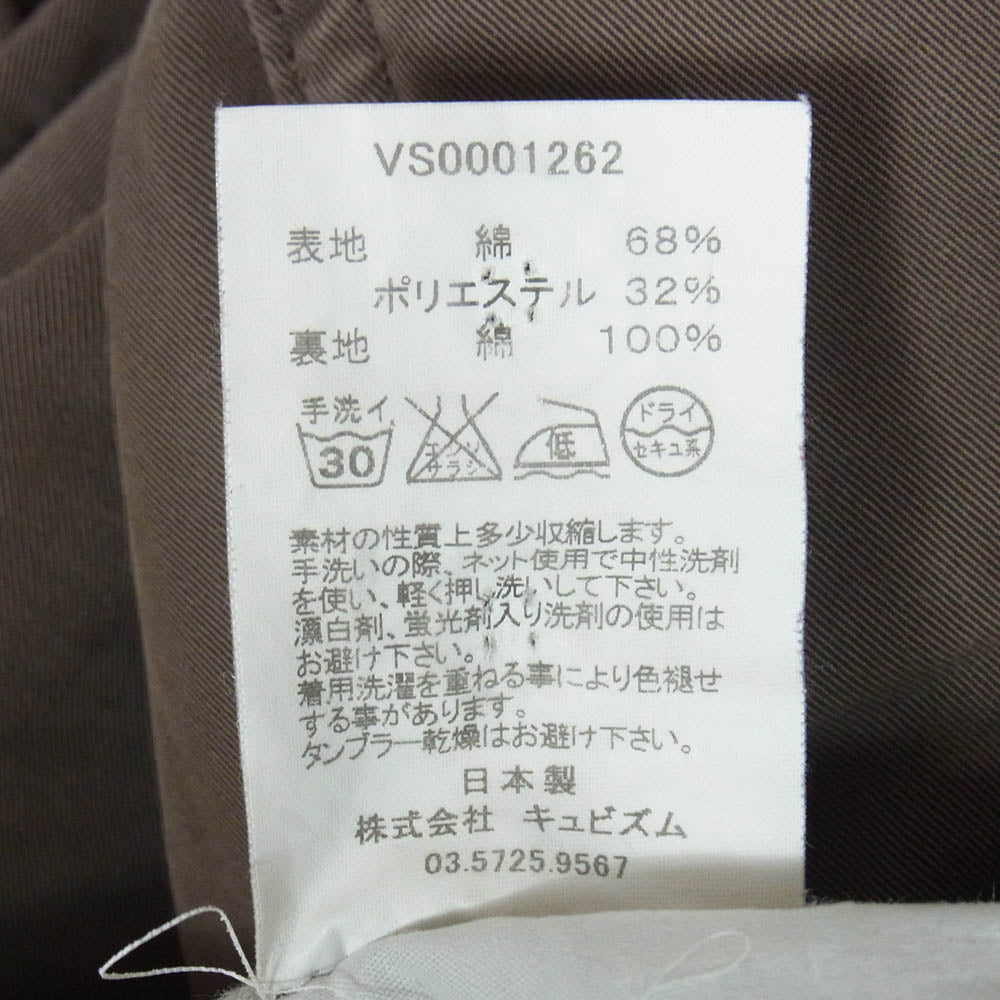 VS0001262
表地 綿 68%
ポリエステル 32%
裏地 綿 100%
手洗イ
30
エンソ
サラシ
低
ドライ
セキユ系
素材の性質上多少収縮します。
手洗いの際、ネット使用で中性洗剤
を使い、軽く押し洗いして下さい。
漂白剤、蛍光剤入り洗剤の使用は
お避け下さい。
着用洗濯を重ねる事により色褪せ
する事があります。
タンブラー乾燥はお避け下さい。
日本製
株式会社 キュビズム
03.5725.9567